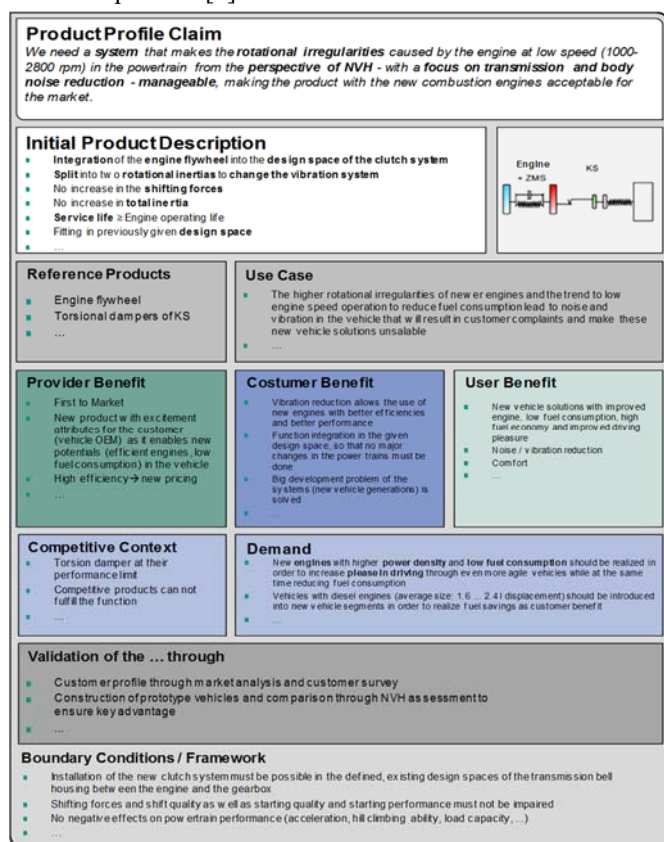 Product Profile Claim
We need a system that makes the rotational irregularities caused by the engine at low speed (1000-
2800 rpm) in the powertrain from the perspective of NVH - with a focus on transmission and body
noise reduction - manageable, making the product with the new combustion engines acceptable for
the market.
Initial Product Description
Integration of the engine flywheel into the design space of the clutch system
Split into two rotational inertias to change the vibration system
No increase in the shifting forces
No increase in total inertia
Service life ≥ Engine operating life
Fitting in previously given design space
...
Engine
+ ZMS
KS
Reference Products
Engine flywheel
Torsional dampers of KS
...
Use Case
The higher rotational irregularities of newer engines and the trend to low
engine speed operation to reduce fuel consumption lead to noise and
vibration in the vehicle that will result in customer complaints and make these
new vehicle solutions unsalable
...
Provider Benefit
First to Market
New product with excitement
attributes for the customer
(vehicle OEM) as it enables new
potentials (efficient engines, low
fuel consumption) in the vehicle
High efficiency→new pricing
...
Costumer Benefit
Vibration reduction allows the use of
new engines with better efficiencies
and better performance
Function integration in the given
design space, so that no major
changes in the power trains must be
done
Big development problem of the
systems (new vehicle generations) is
solved
...
User Benefit
New vehicle solutions with improved
engine, low fuel consumption, high
fuel economy and improved driving
pleasure
Noise / vibration reduction
Comfort
...
Competitive Context
Torsion damper at their
performance limit
Competitive products can not
fulfill the function
...
Demand
New engines with higher power density and low fuel consumption should be realized in
order to increase please in driving through even more agile vehicles while at the same
time reducing fuel consumption
Vehicles with diesel engines (average size: 1.6 ... 2.4 l displacement) should be introduced
into new vehicle segments in order to realize fuel savings as customer benefit
...
Validation of the ... through
Customer profile through market analysis and customer survey
Construction of prototype vehicles and comparison through NVH assessment to
ensure key advantage
...
Boundary Conditions / Framework
Installation of the new clutch system must be possible in the defined, existing design spaces of the transmission bell
housing between the engine and the gearbox
Shifting forces and shift quality as well as starting quality and starting performance must not be impaired
No negative effects on powertrain performance (acceleration, hill climbing ability, load capacity, ...)
...